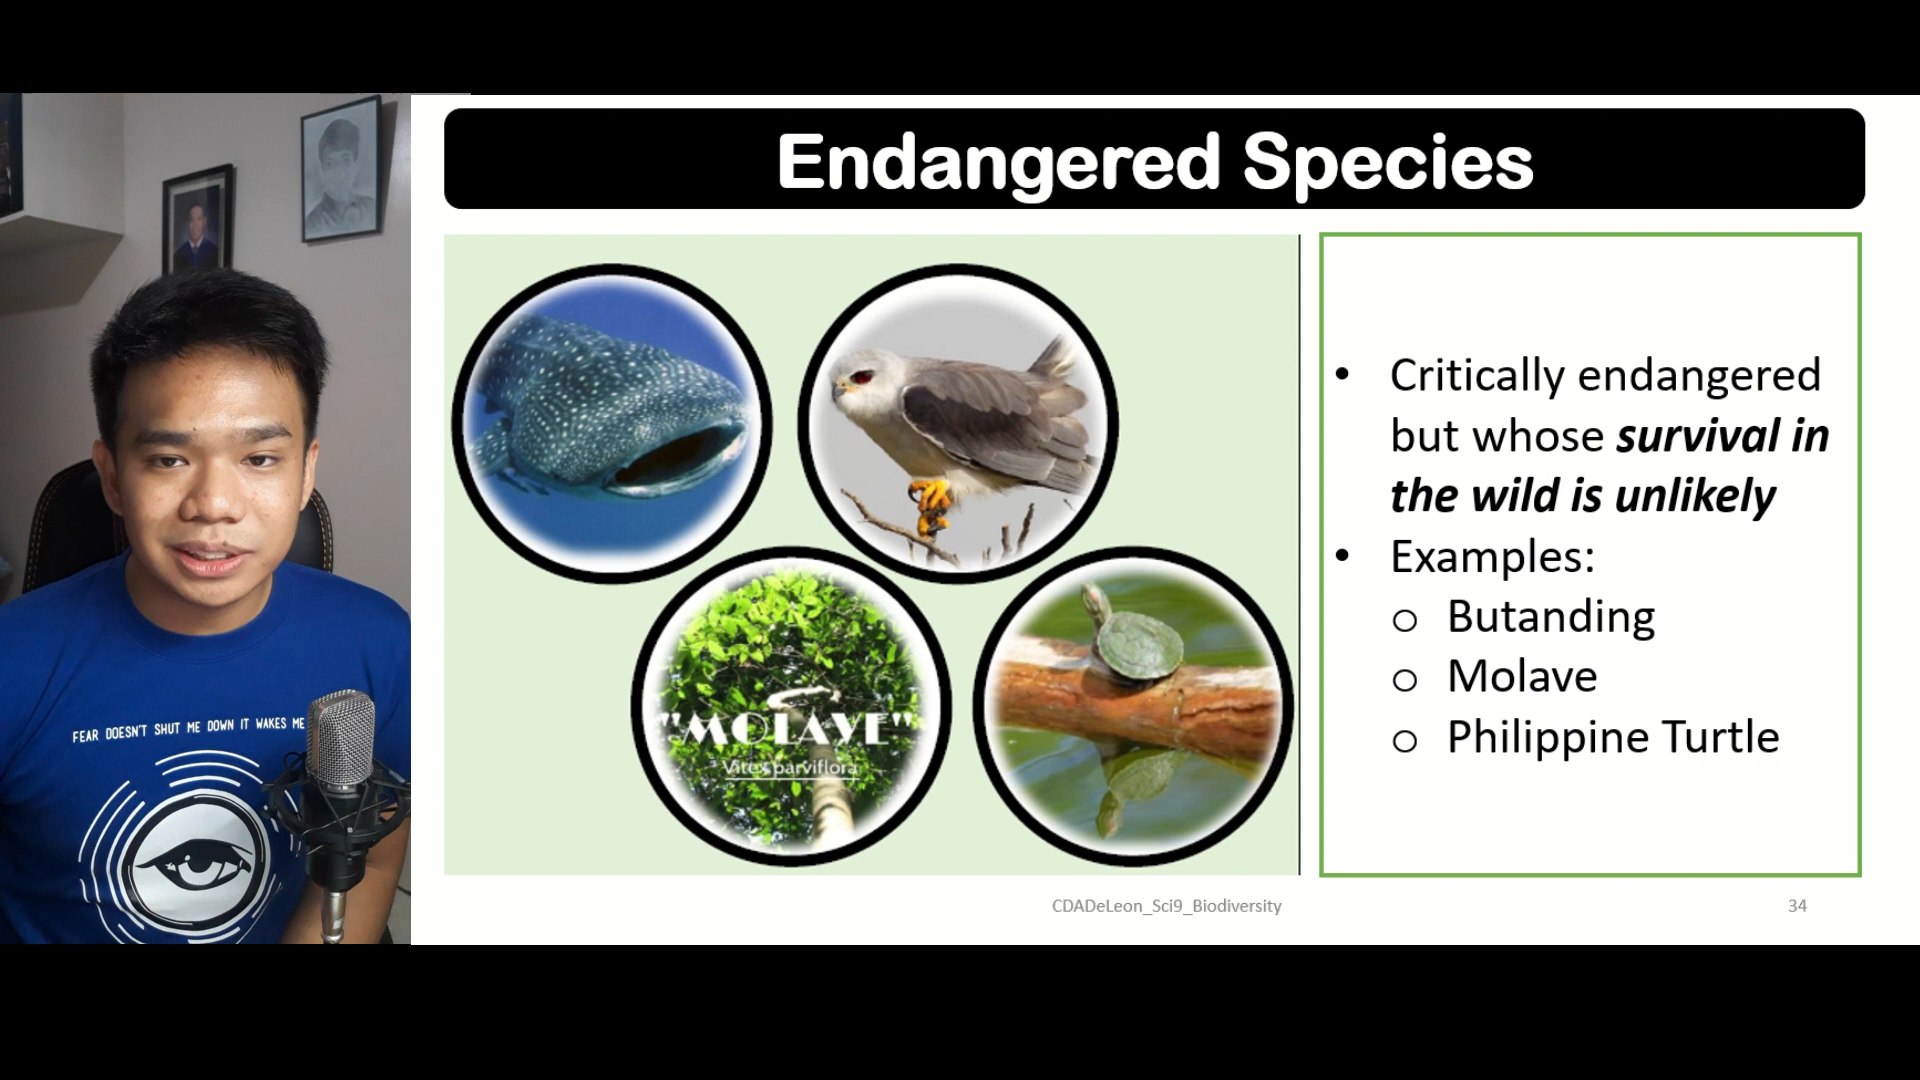 Endangered Species
• Critically endangered
but whose survival in
the wild is unlikely
• Examples:
o Butanding
o Molave
o Philippine Turtle
"MOLAVE"
Vitex parviflora
FEAR DOESN'T SHUT ME DOWN IT WAKES ME
CDADeLeon_Sci9_Biodiversity
34